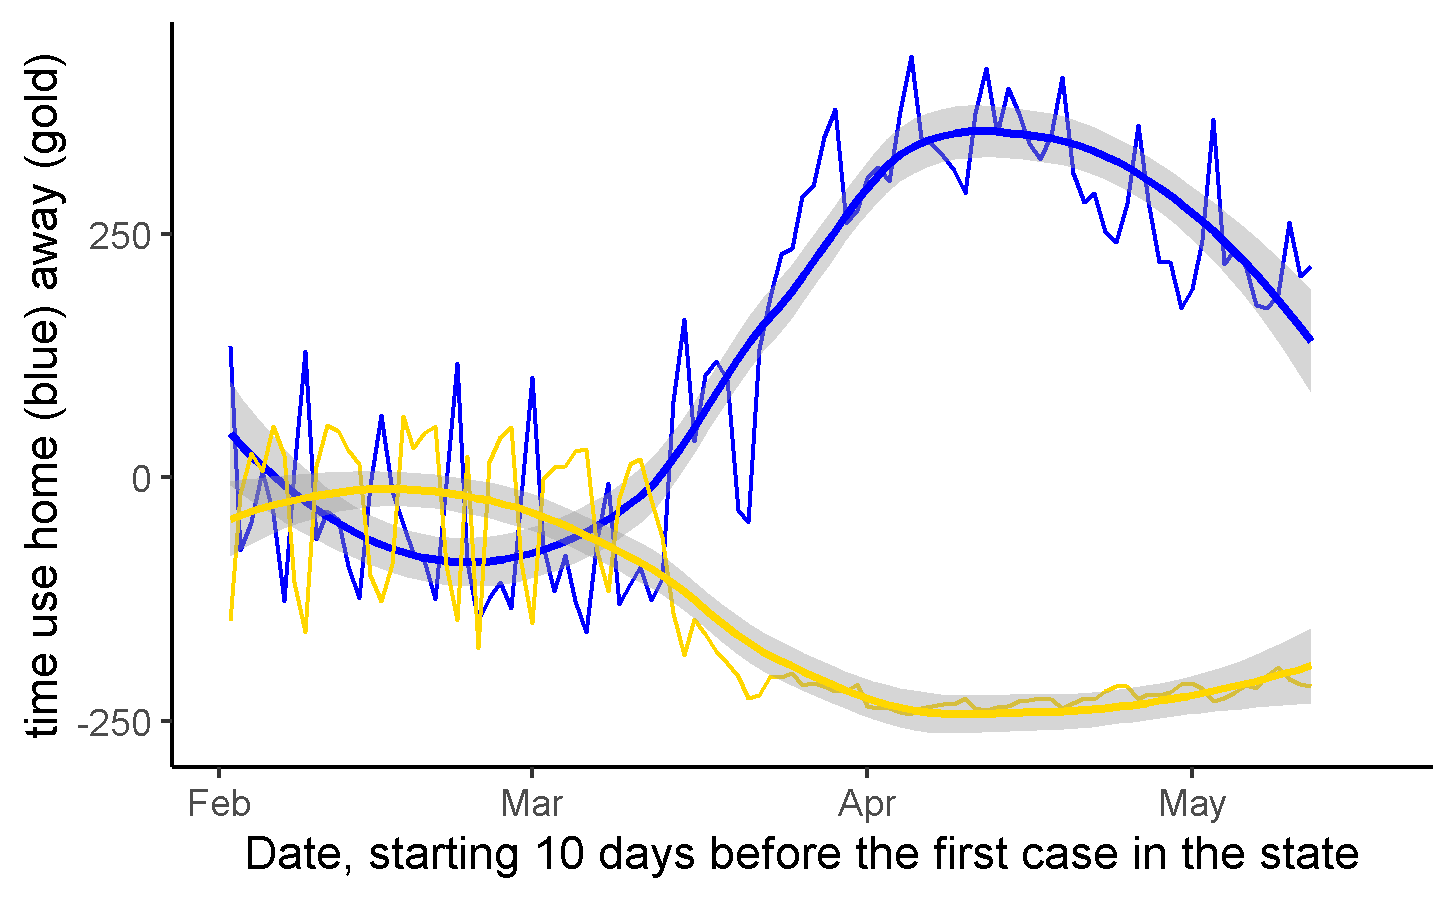 time use home (blue) away (gold)
250
0
-250
Feb
Mar
Apr
May
Date, starting 10 days before the first case in the state